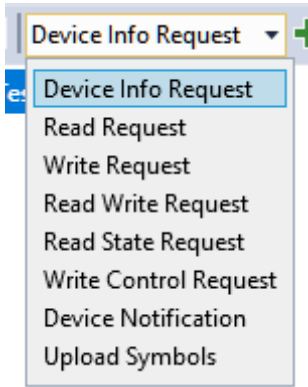 Device Info Request
Device Info Request
Read Request
Write Request
Read Write Request
Read State Request
Write Control Request
Device Notification
Upload Symbols